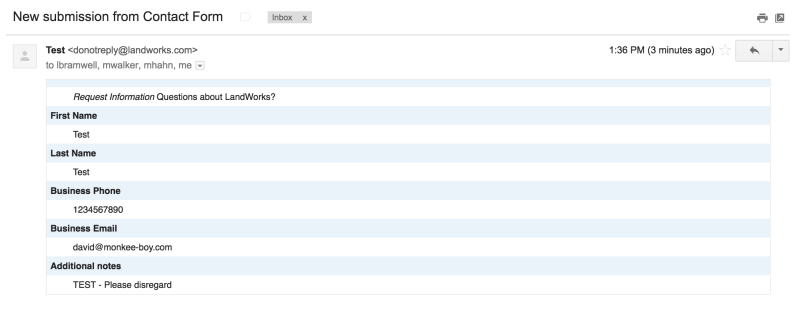 New submission from Contact Form Inbox x
Test <donotreply@landworks.com> 1:36 PM (3 minutes ago)
to lbramwell, mwalker, mhahn, me
Request Information Questions about LandWorks?
First Name
Test
Last Name
Test
Business Phone
1234567890
Business Email
david@monkee-boy.com
Additional notes
TEST - Please disregard